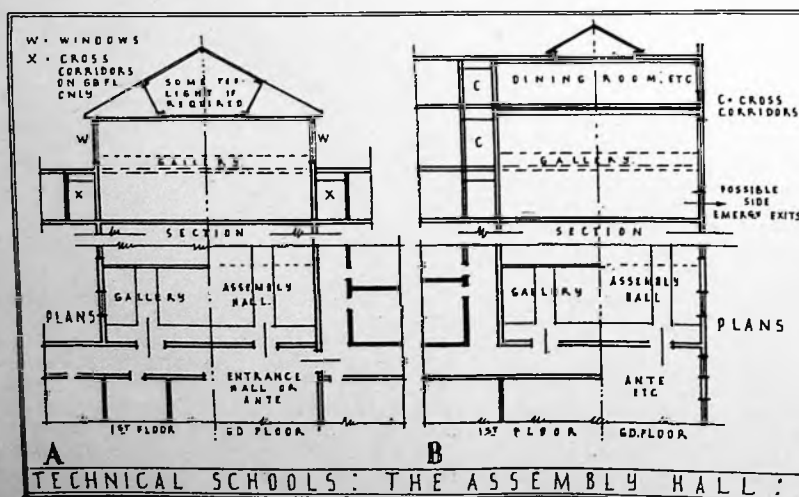 W · WINDOWS
X · CROSS
CORRIDORS
ON GD FL
ONLY
SOME TOP
LIGHT IF
REQUIRED
W
W
GALLERY
X
X
SECTION
GALLERY
ASSEMBLY
HALL.
PLANS
ENTRANCE
HALL OR
ANTE
1ST FLOOR
GD FLOOR
A
C
DINING ROOM. ETC
C · CROSS
CORRIDORS
C
GALLERY
POSSIBLE
SIDE
EMERGY EXITS
SECTION
GALLERY
ASSEMBLY
HALL
PLANS
ANTE
ETC
1ST FLOOR
GD. FLOOR
B
TECHNICAL SCHOOLS: THE ASSEMBLY HALL: